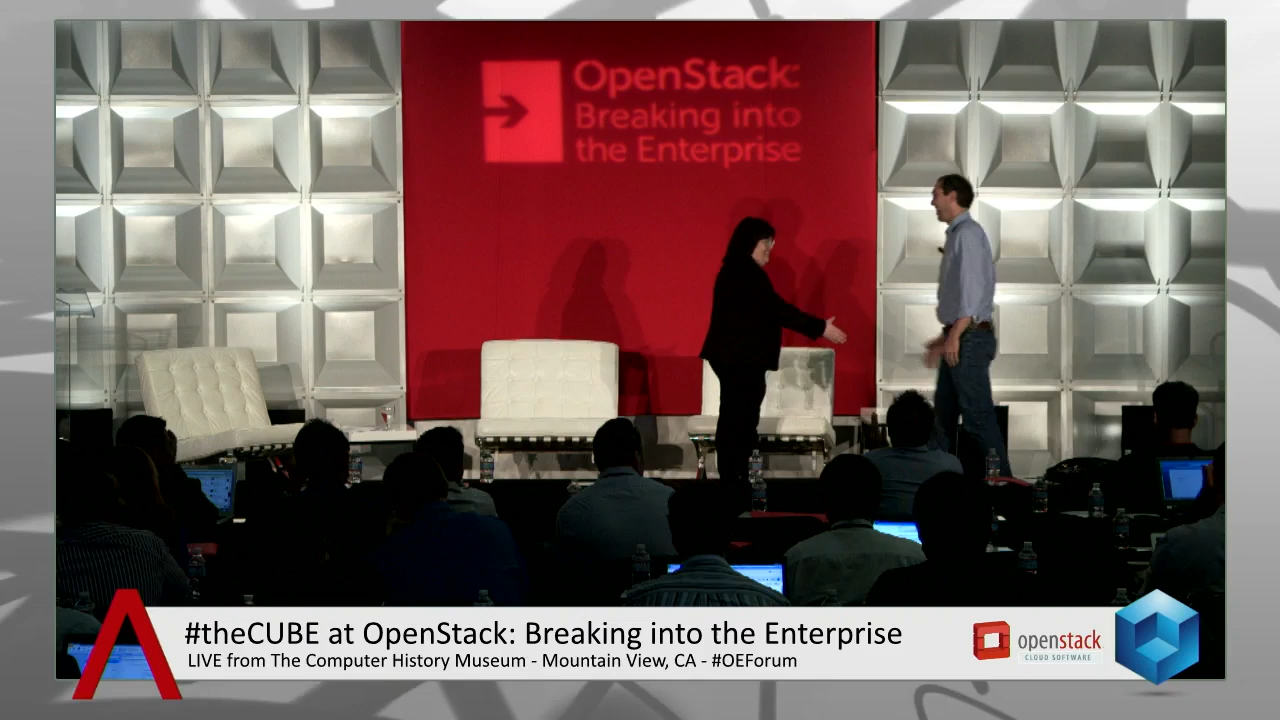 OpenStack:
Breaking into
the Enterprise
#theCUBE at OpenStack: Breaking into the Enterprise
LIVE from The Computer History Museum - Mountain View, CA - #OEForum
openstack
CLOUD SOFTWARE